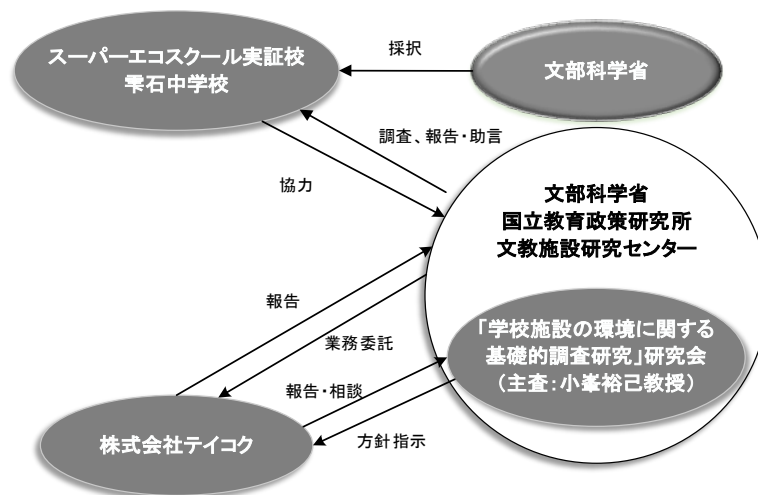 スーパーエコスクール実証校
雫石中学校
採択
文部科学省
調査、報告・助言
協力
文部科学省
国立教育政策研究所
文教施設研究センター
報告
業務委託
「学校施設の環境に関する
基礎的調査研究」研究会
（主査：小峯裕己教授）
報告・相談
方針指示
株式会社テイコク